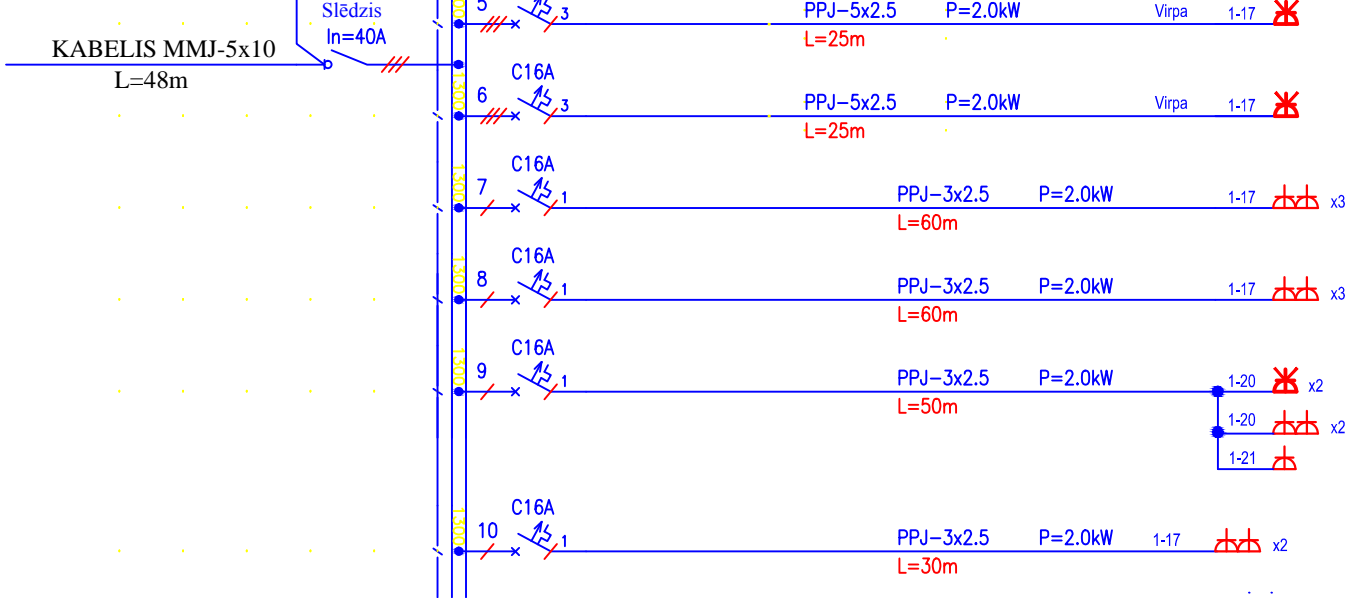 5 3 PPJ-5x2.5 P=2.0kW Virpa 1-17
L=25m
Slēdzis
In=40A
KABELIS MMJ-5x10
L=48m
C16A
6 3 PPJ-5x2.5 P=2.0kW Virpa 1-17
L=25m
C16A
7 1 PPJ-3x2.5 P=2.0kW 1-17 x3
L=60m
C16A
8 1 PPJ-3x2.5 P=2.0kW 1-17 x3
L=60m
C16A
9 1 PPJ-3x2.5 P=2.0kW 1-20 x2
L=50m
1-20 x2
1-21
C16A
10 1 PPJ-3x2.5 P=2.0kW 1-17 x2
L=30m